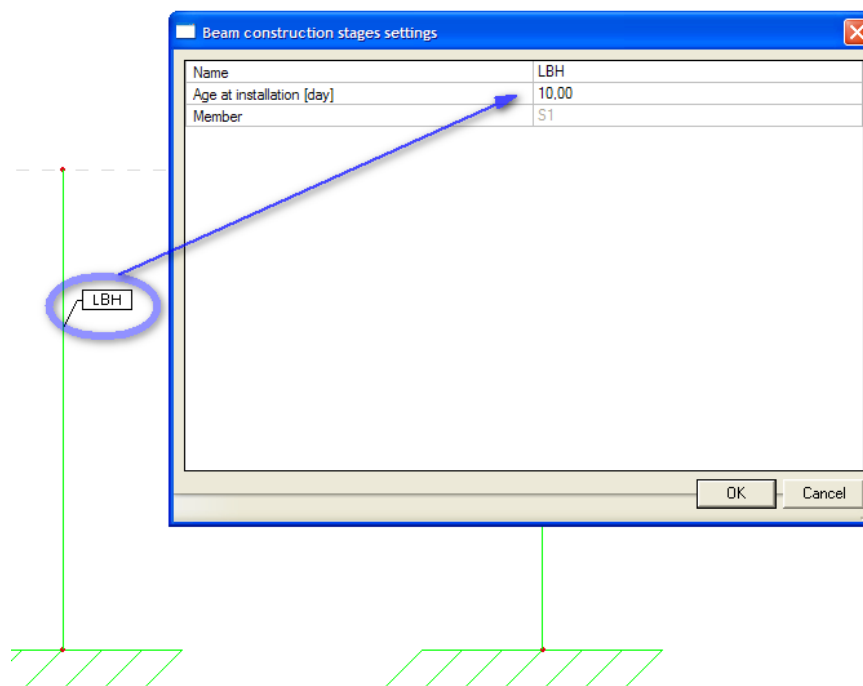 Beam construction stages settings
Name LBH
Age at installation [day] 10,00
Member S1
LBH
OK Cancel